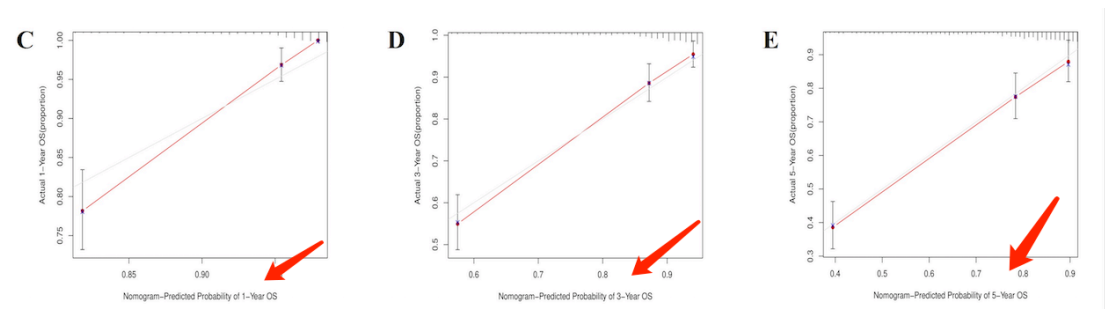 C
Actual 1-Year OS(proportion)
1.00
0.95
0.90
0.85
0.80
0.75
0.85 0.90
Nomogram-Predicted Probability of 1-Year OS
D
Actual 3-Year OS(proportion)
1.0
0.9
0.8
0.7
0.6
0.5
0.6 0.7 0.8 0.9
Nomogram-Predicted Probability of 3-Year OS
E
Actual 5-Year OS(proportion)
0.9
0.8
0.7
0.6
0.5
0.4
0.3
0.4 0.5 0.6 0.7 0.8 0.9
Nomogram-Predicted Probability of 5-Year OS